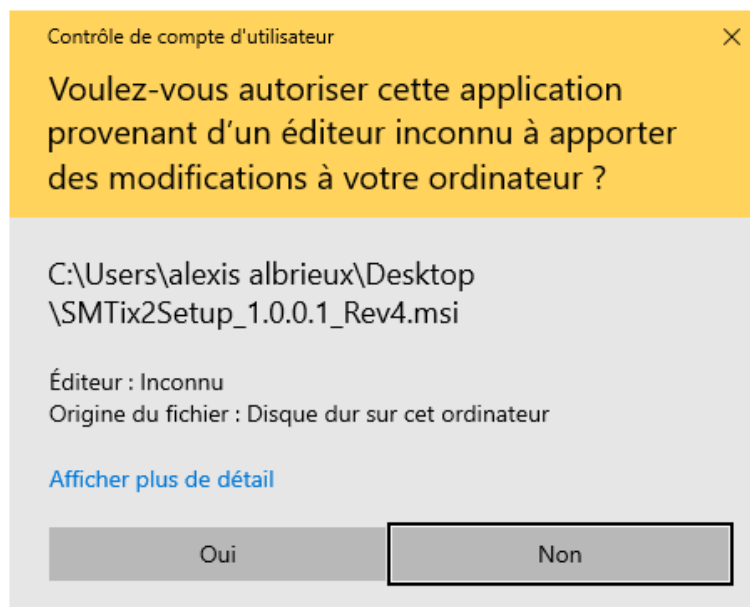 Contrôle de compte d'utilisateur
Voulez-vous autoriser cette application
provenant d’un éditeur inconnu à apporter
des modifications à votre ordinateur ?
C:\Users\alexis albrieux\Desktop
\SMTix2Setup_1.0.0.1_Rev4.msi
Éditeur : Inconnu
Origine du fichier : Disque dur sur cet ordinateur
Afficher plus de détail
Oui
Non